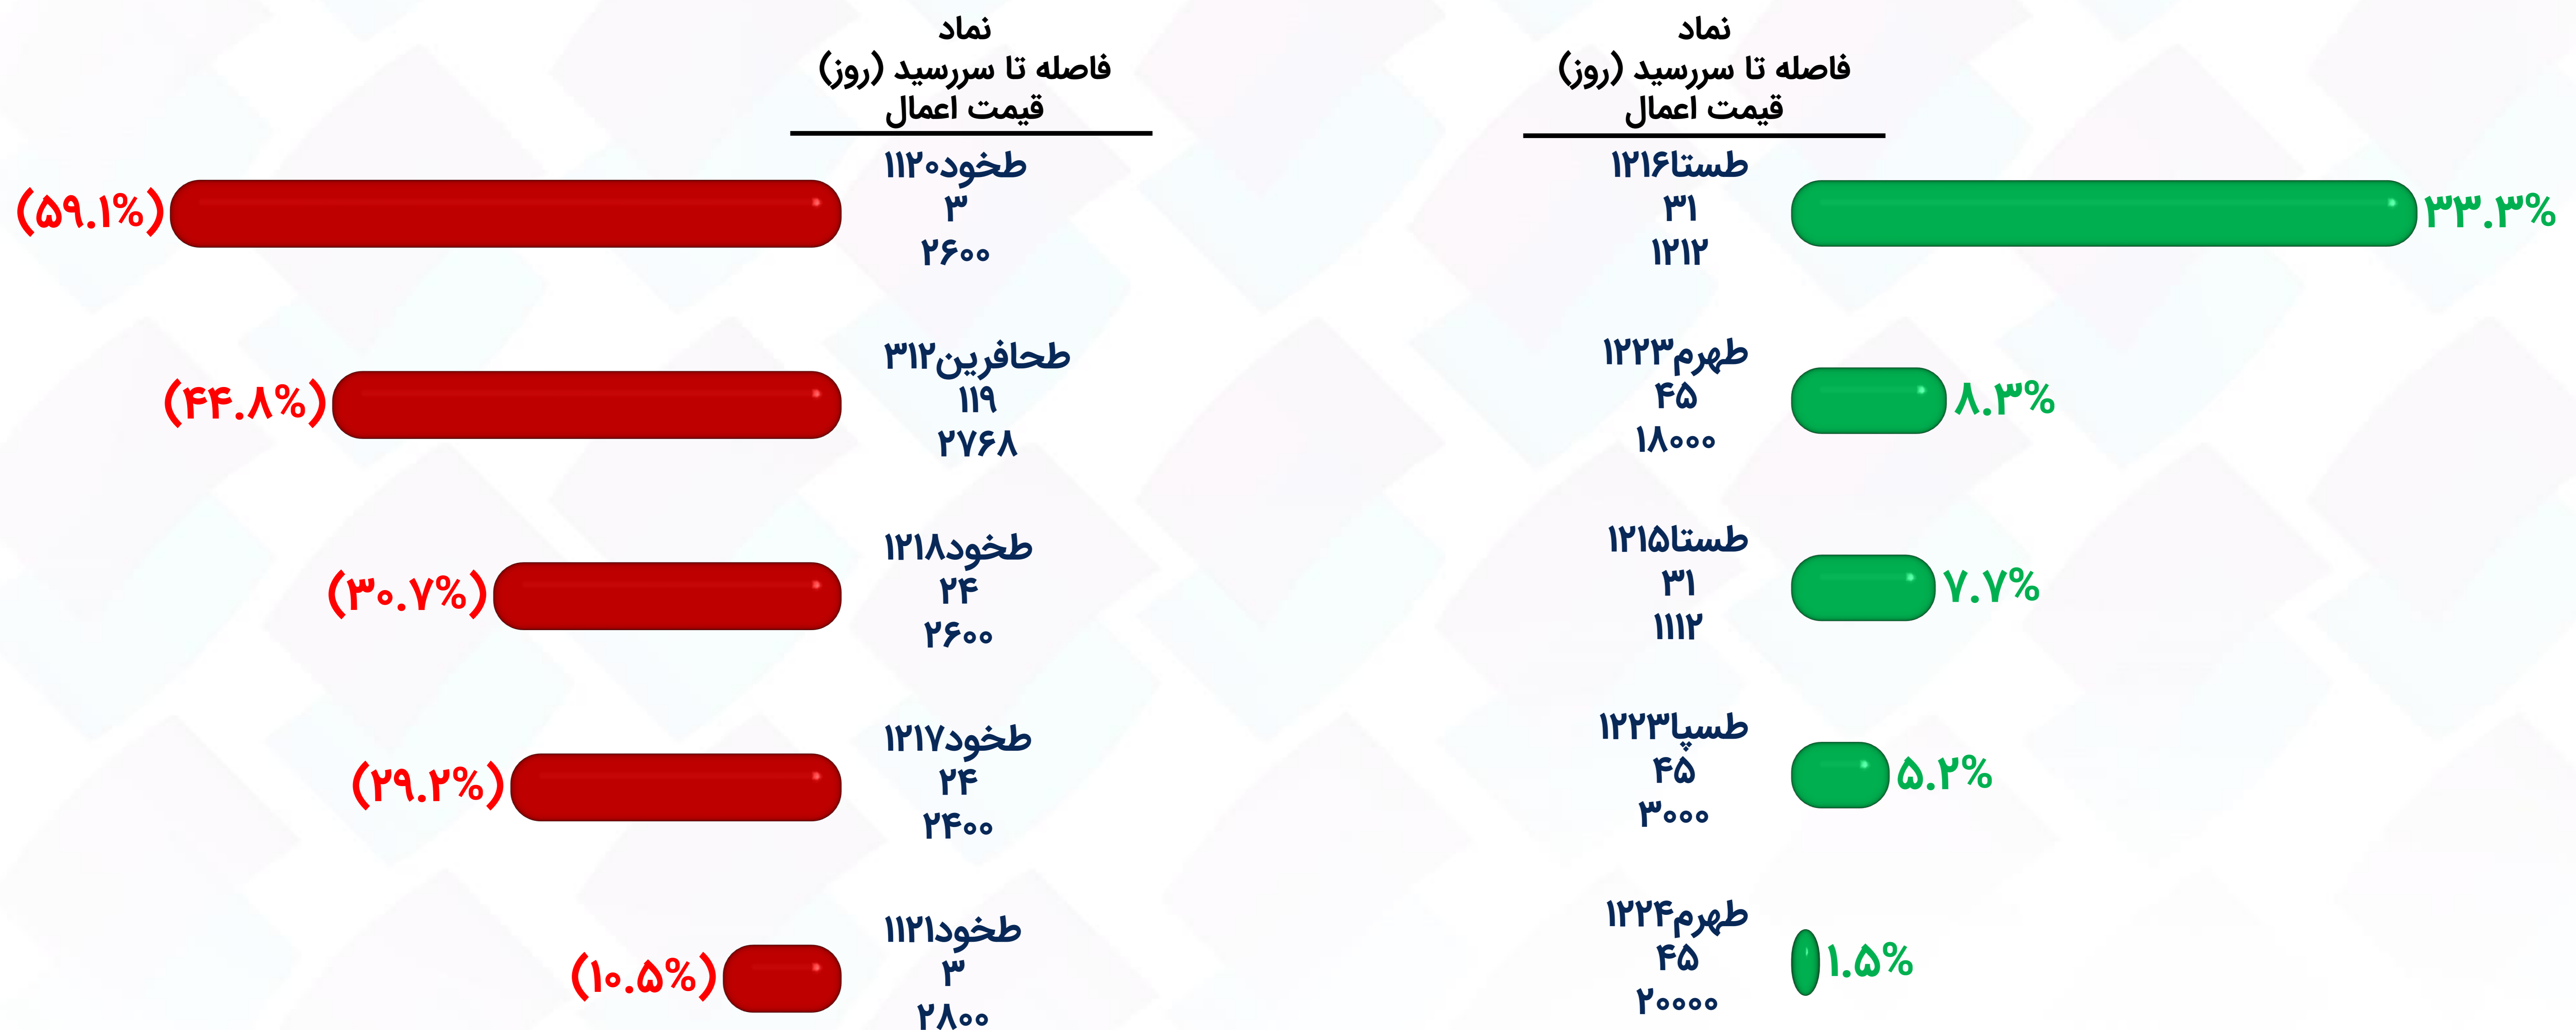 نماد
فاصله تا سررسید (روز)
قیمت اعمال
طستا۱۲۱۶
۳۱
۱۲۱۲
۳۳.۳%
طهرم۱۲۲۳
۴۵
۱۸۰۰۰
۸.۳%
طستا۱۲۱۵
۳۱
۱۱۱۲
۷.۷%
طسپا۱۲۲۳
۴۵
۳۰۰۰
۵.۲%
طهرم۱۲۲۴
۴۵
۲۰۰۰۰
۱.۵%
نماد
فاصله تا سررسید (روز)
قیمت اعمال
طخود۱۱۲۰
۳
۲۶۰۰
(۵۹.۱%)
طحافرین۳۱۲
۱۱۹
۲۷۶۸
(۴۴.۸%)
طخود۱۲۱۸
۲۴
۲۶۰۰
(۳۰.۷%)
طخود۱۲۱۷
۲۴
۲۴۰۰
(۲۹.۲%)
طخود۱۱۲۱
۳
۲۸۰۰
(۱۰.۵%)